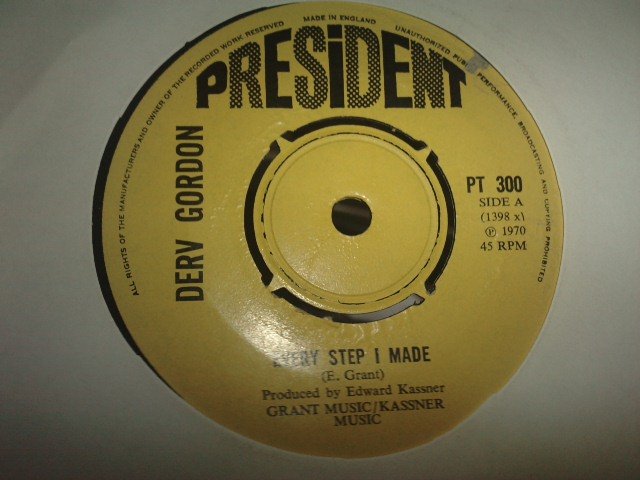 ALL RIGHTS OF THE MANUFACTURERS AND OWNER OF THE RECORDED WORK RESERVED
MADE IN ENGLAND
UNAUTHORIZED PERFORMANCE, BROADCASTING AND COPYING PROHIBITED
PRESIDENT
DERV GORDON
PT 300
SIDE A
(1398 x)
℗ 1970
45 RPM
EVERY STEP I MADE
(E. Grant)
Produced by Edward Kassner
GRANT MUSIC/KASSNER
MUSIC